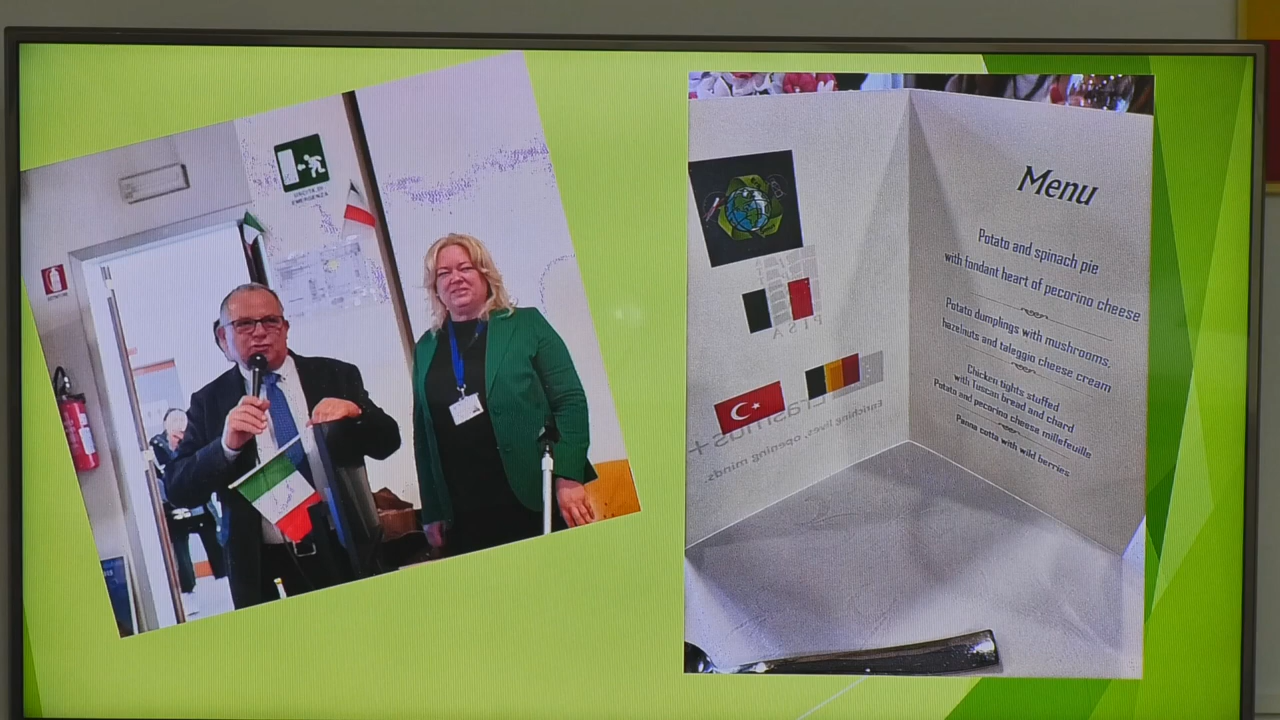 USCITA DI
EMERGENZA
ESTINTORE
PISA
Erasmus+
Enriching lives, opening minds.
Menu
Potato and spinach pie
with fondant heart of pecorino cheese
Potato dumplings with mushrooms,
hazelnuts and taleggio cheese cream
Chicken tights stuffed
with Tuscan bread and chard
Potato and pecorino cheese millefeuille
Panna cotta with wild berries